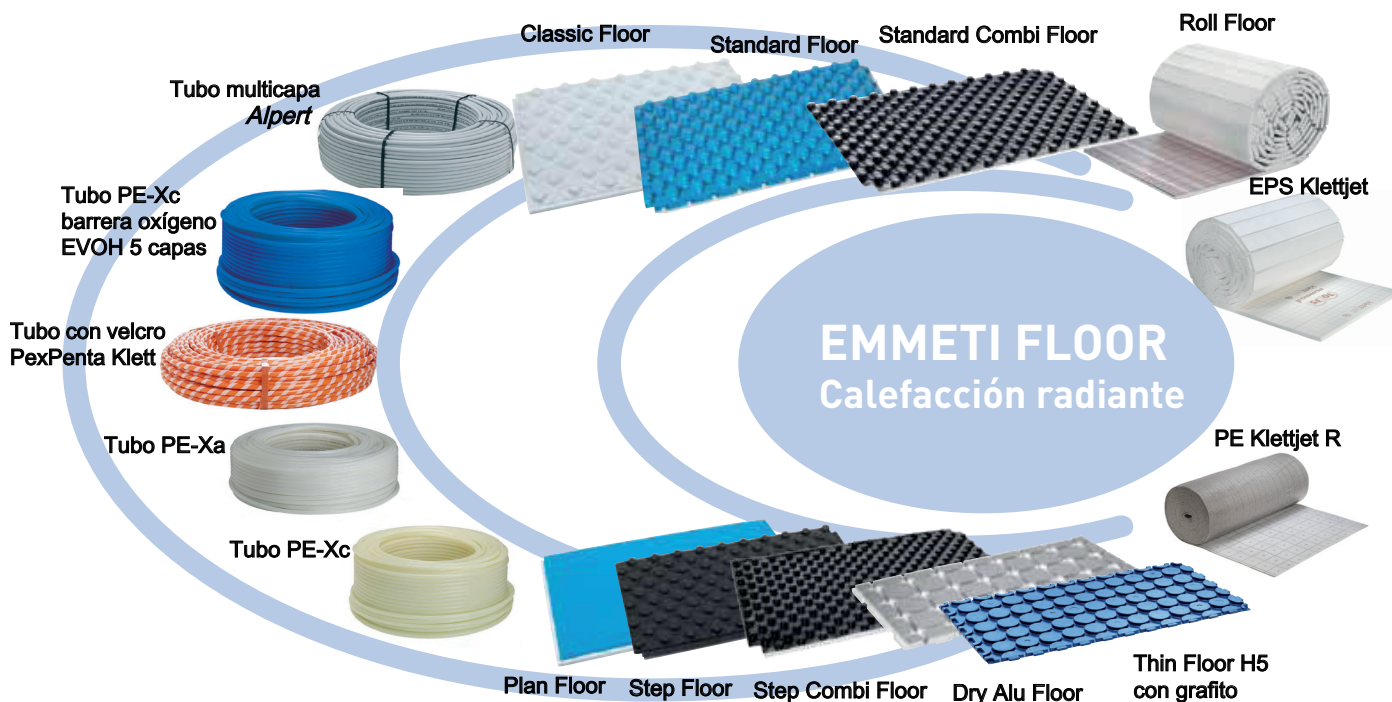 Classic Floor
Standard Floor
Standard Combi Floor
Roll Floor
Tubo multicapa
Alpert
EPS Klettjet
Tubo PE-Xc
barrera oxígeno
EVOH 5 capas
Tubo con velcro
PexPenta Klett
EMMETI FLOOR
Calefacción radiante
Tubo PE-Xa
PE Klettjet R
Tubo PE-Xc
Plan Floor
Step Floor
Step Combi Floor
Dry Alu Floor
Thin Floor H5
con grafito